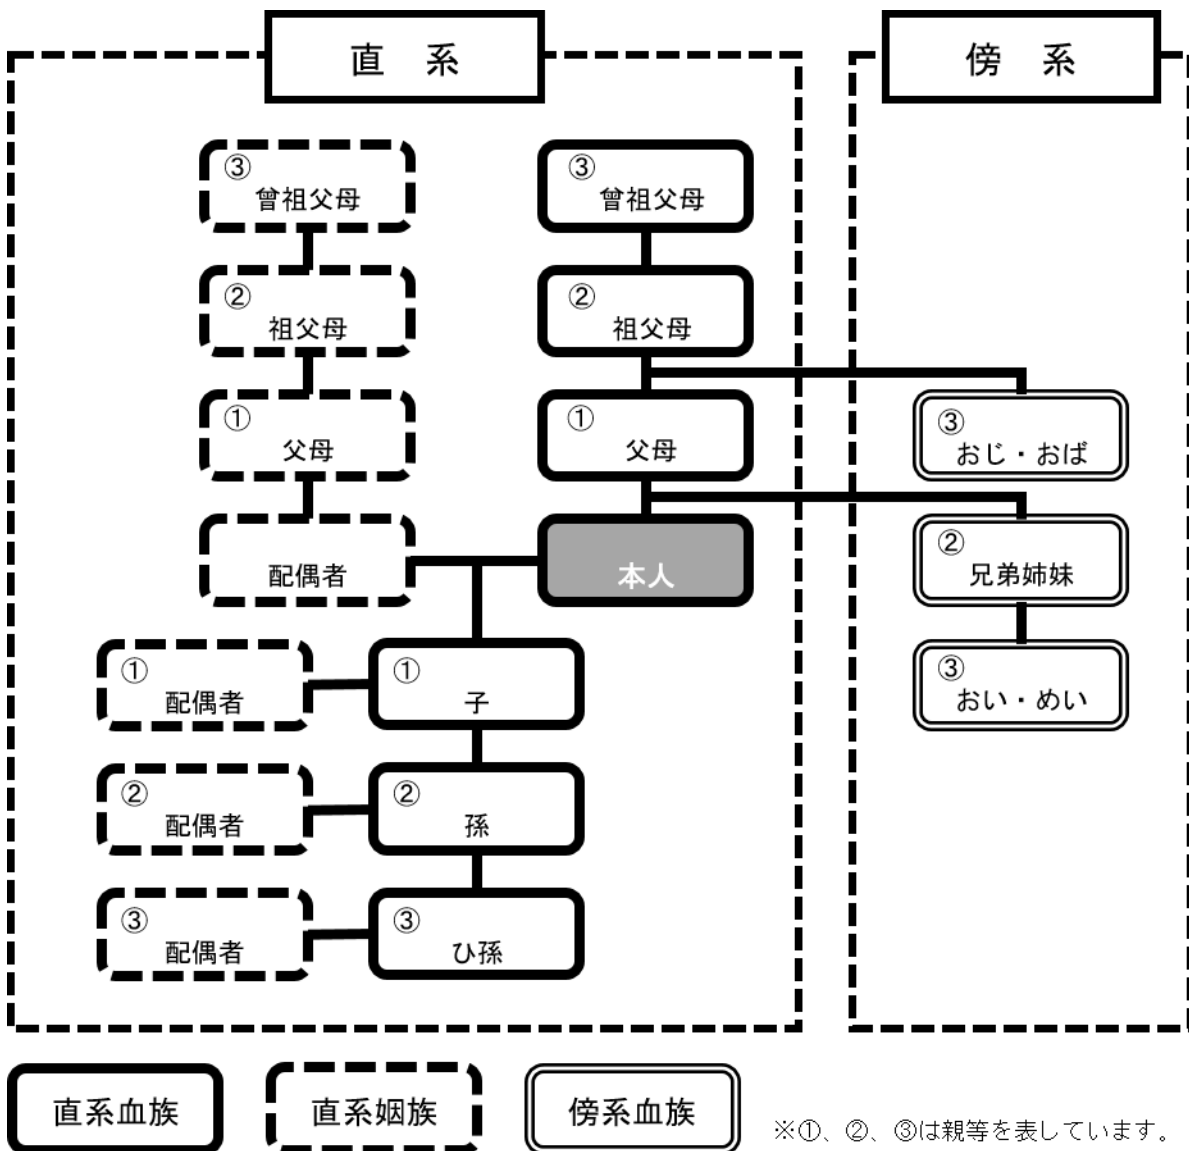 直　系
傍　系
③
曾祖父母
③
曾祖父母
②
祖父母
②
祖父母
①
父母
①
父母
③
おじ・おば
配偶者
本人
②
兄弟姉妹
①
配偶者
①
子
③
おい・めい
②
配偶者
②
孫
③
配偶者
③
ひ孫
直系血族
直系姻族
傍系血族
※①、②、③は親等を表しています。